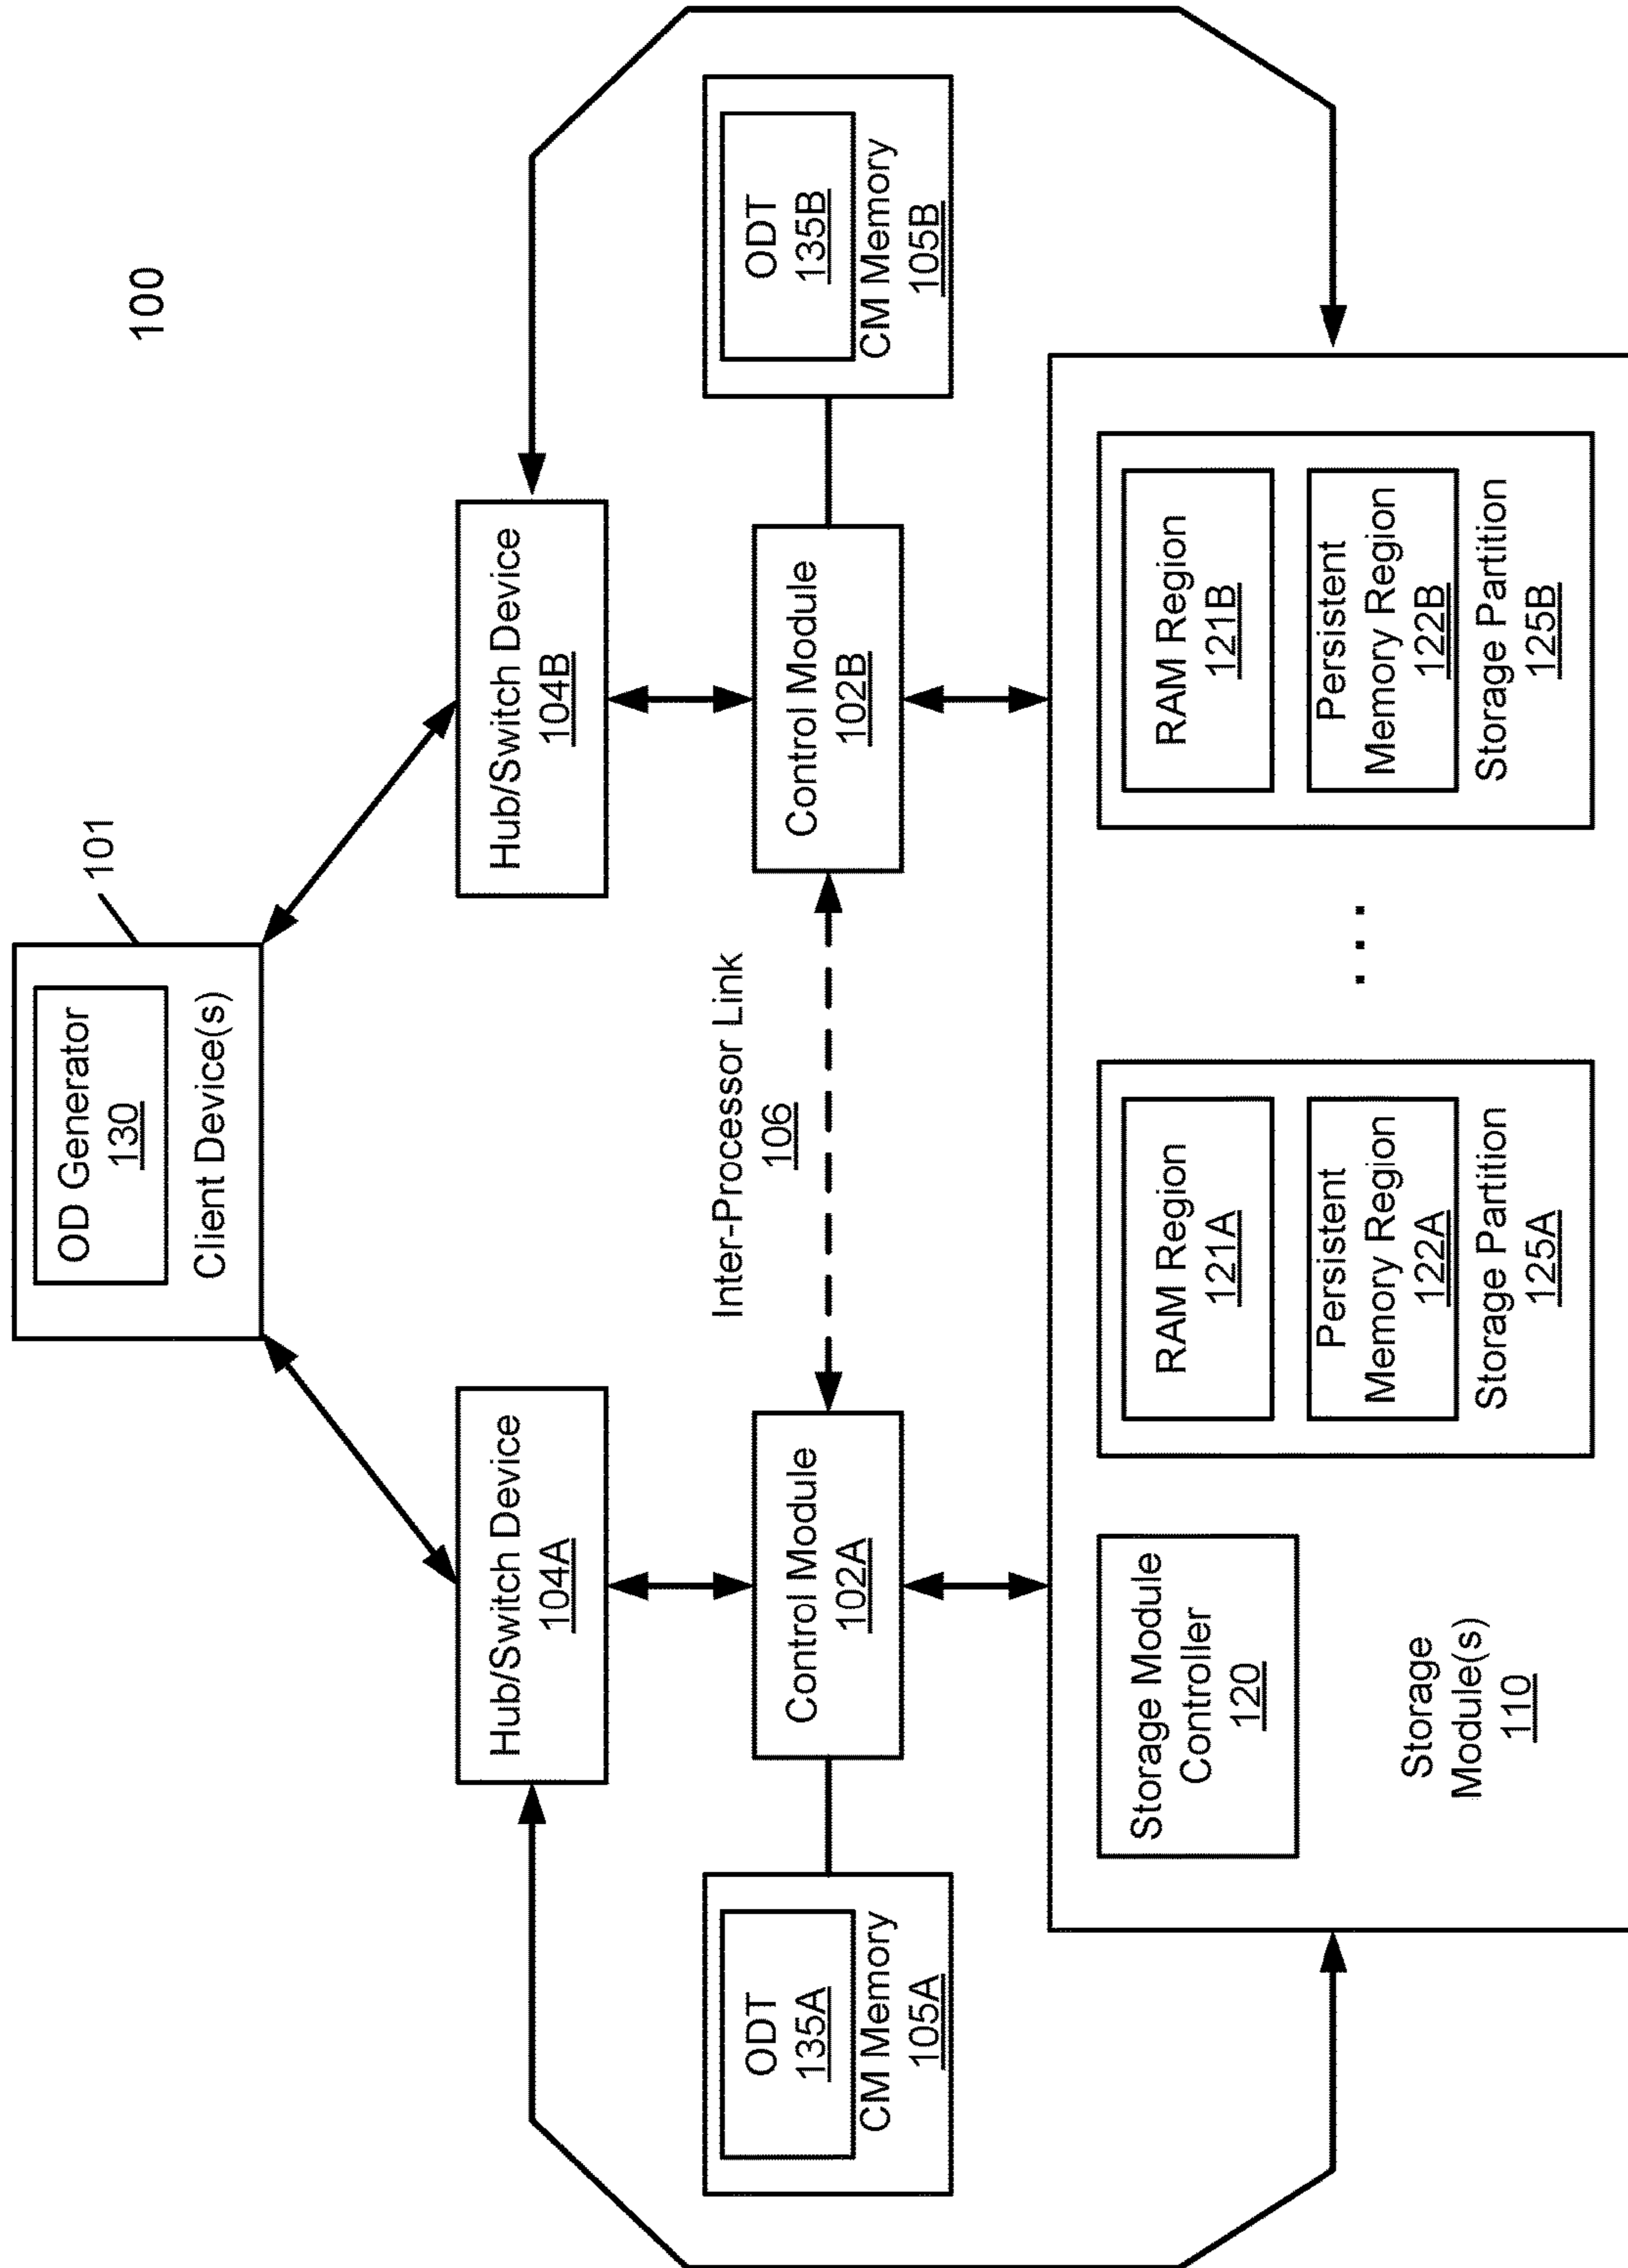 100
OD Generator
130
Client Device(s)
101
Hub/Switch Device
104A
Hub/Switch Device
104B
ODT
135A
CM Memory
105A
Control Module
102A
Inter-Processor Link
106
Control Module
102B
ODT
135B
CM Memory
105B
Storage Module
Controller
120
Storage
Module(s)
110
RAM Region
121A
Persistent
Memory Region
122A
Storage Partition
125A
. . .
RAM Region
121B
Persistent
Memory Region
122B
Storage Partition
125B